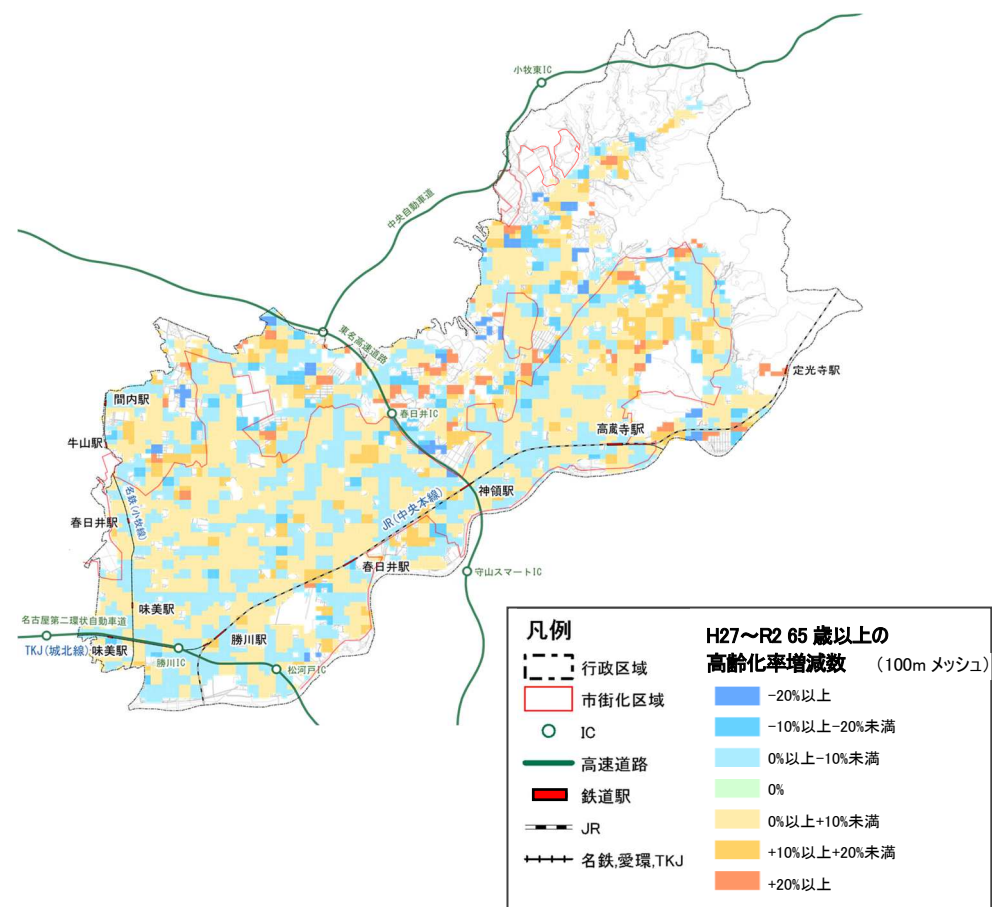 小牧東IC
中央自動車道
東名高速道路
定光寺駅
間内駅
春日井IC
高蔵寺駅
牛山駅
神領駅
名鉄(小牧線)
JR(中央本線)
春日井駅
春日井駅
守山スマートIC
味美駅
名古屋第二環状自動車道
勝川駅
TKJ(城北線)
味美駅
勝川IC
松河戸IC
凡例
行政区域
市街化区域
IC
高速道路
鉄道駅
JR
名鉄,愛環,TKJ
H27~R2 65 歳以上の
高齢化率増減数 (100m メッシュ)
-20%以上
-10%以上-20%未満
0%以上-10%未満
0%
0%以上+10%未満
+10%以上+20%未満
+20%以上